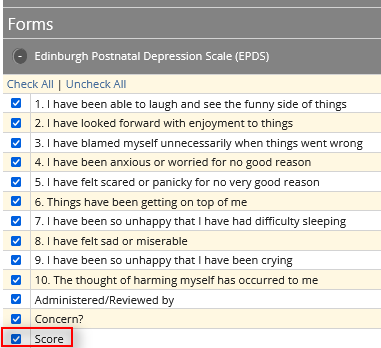 Forms
Edinburgh Postnatal Depression Scale (EPDS)
Check All | Uncheck All
1. I have been able to laugh and see the funny side of things
2. I have looked forward with enjoyment to things
3. I have blamed myself unnecessarily when things went wrong
4. I have been anxious or worried for no good reason
5. I have felt scared or panicky for no very good reason
6. Things have been getting on top of me
7. I have been so unhappy that I have had difficulty sleeping
8. I have felt sad or miserable
9. I have been so unhappy that I have been crying
10. The thought of harming myself has occurred to me
Administered/Reviewed by
Concern?
Score